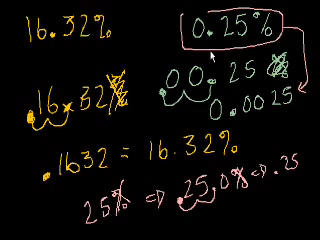 16.32%
0.25%
.16.32%
.00.25%
0.0025
.1632 = 16.32%
25% => .25.0% => .25